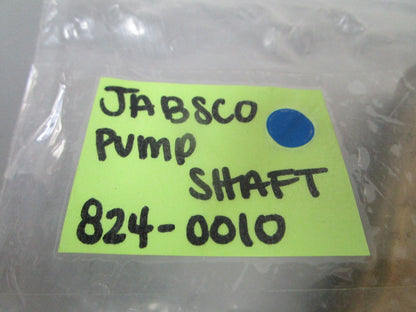 JABSCO
PUMP
SHAFT
824-0010